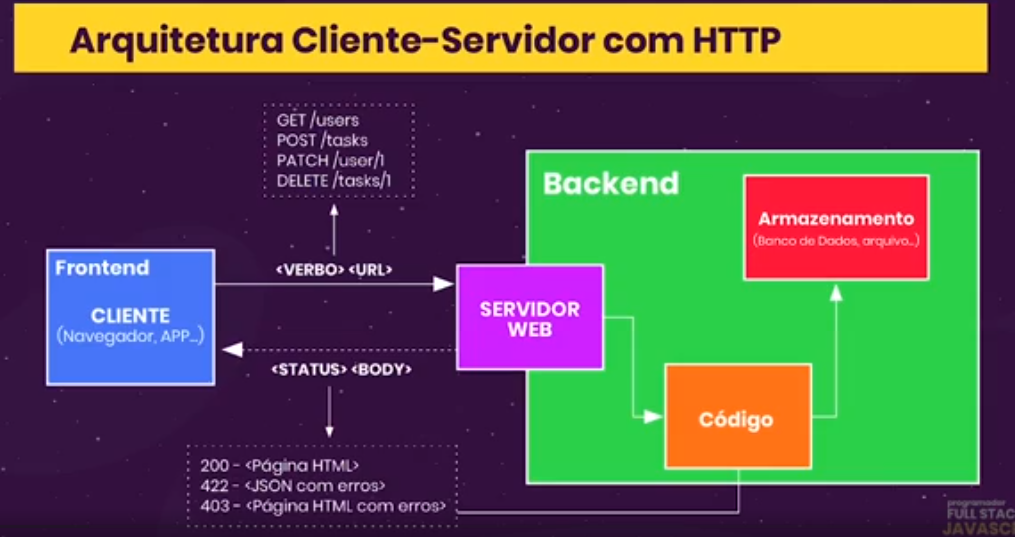 Arquitetura Cliente-Servidor com HTTP
GET /users
POST /tasks
PATCH /user/1
DELETE /tasks/1
Backend
Armazenamento
(Banco de Dados, arquivo...)
Frontend
CLIENTE
(Navegador, APP...)
<VERBO> <URL>
SERVIDOR
WEB
<STATUS> <BODY>
Código
200 - <Página HTML>
422 - <JSON com erros>
403 - <Página HTML com erros>
programador
FULL STAC
JAVASCI